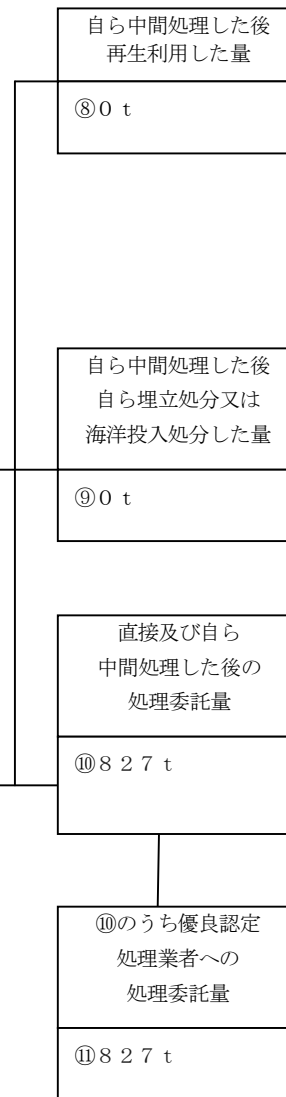 自ら中間処理した後
再生利用した量
⑧０ｔ
自ら中間処理した後
自ら埋立処分又は
海洋投入処分した量
⑨０ｔ
直接及び自ら
中間処理した後の
処理委託量
⑩８２７ｔ
⑩のうち優良認定
処理業者への
処理委託量
⑪８２７ｔ